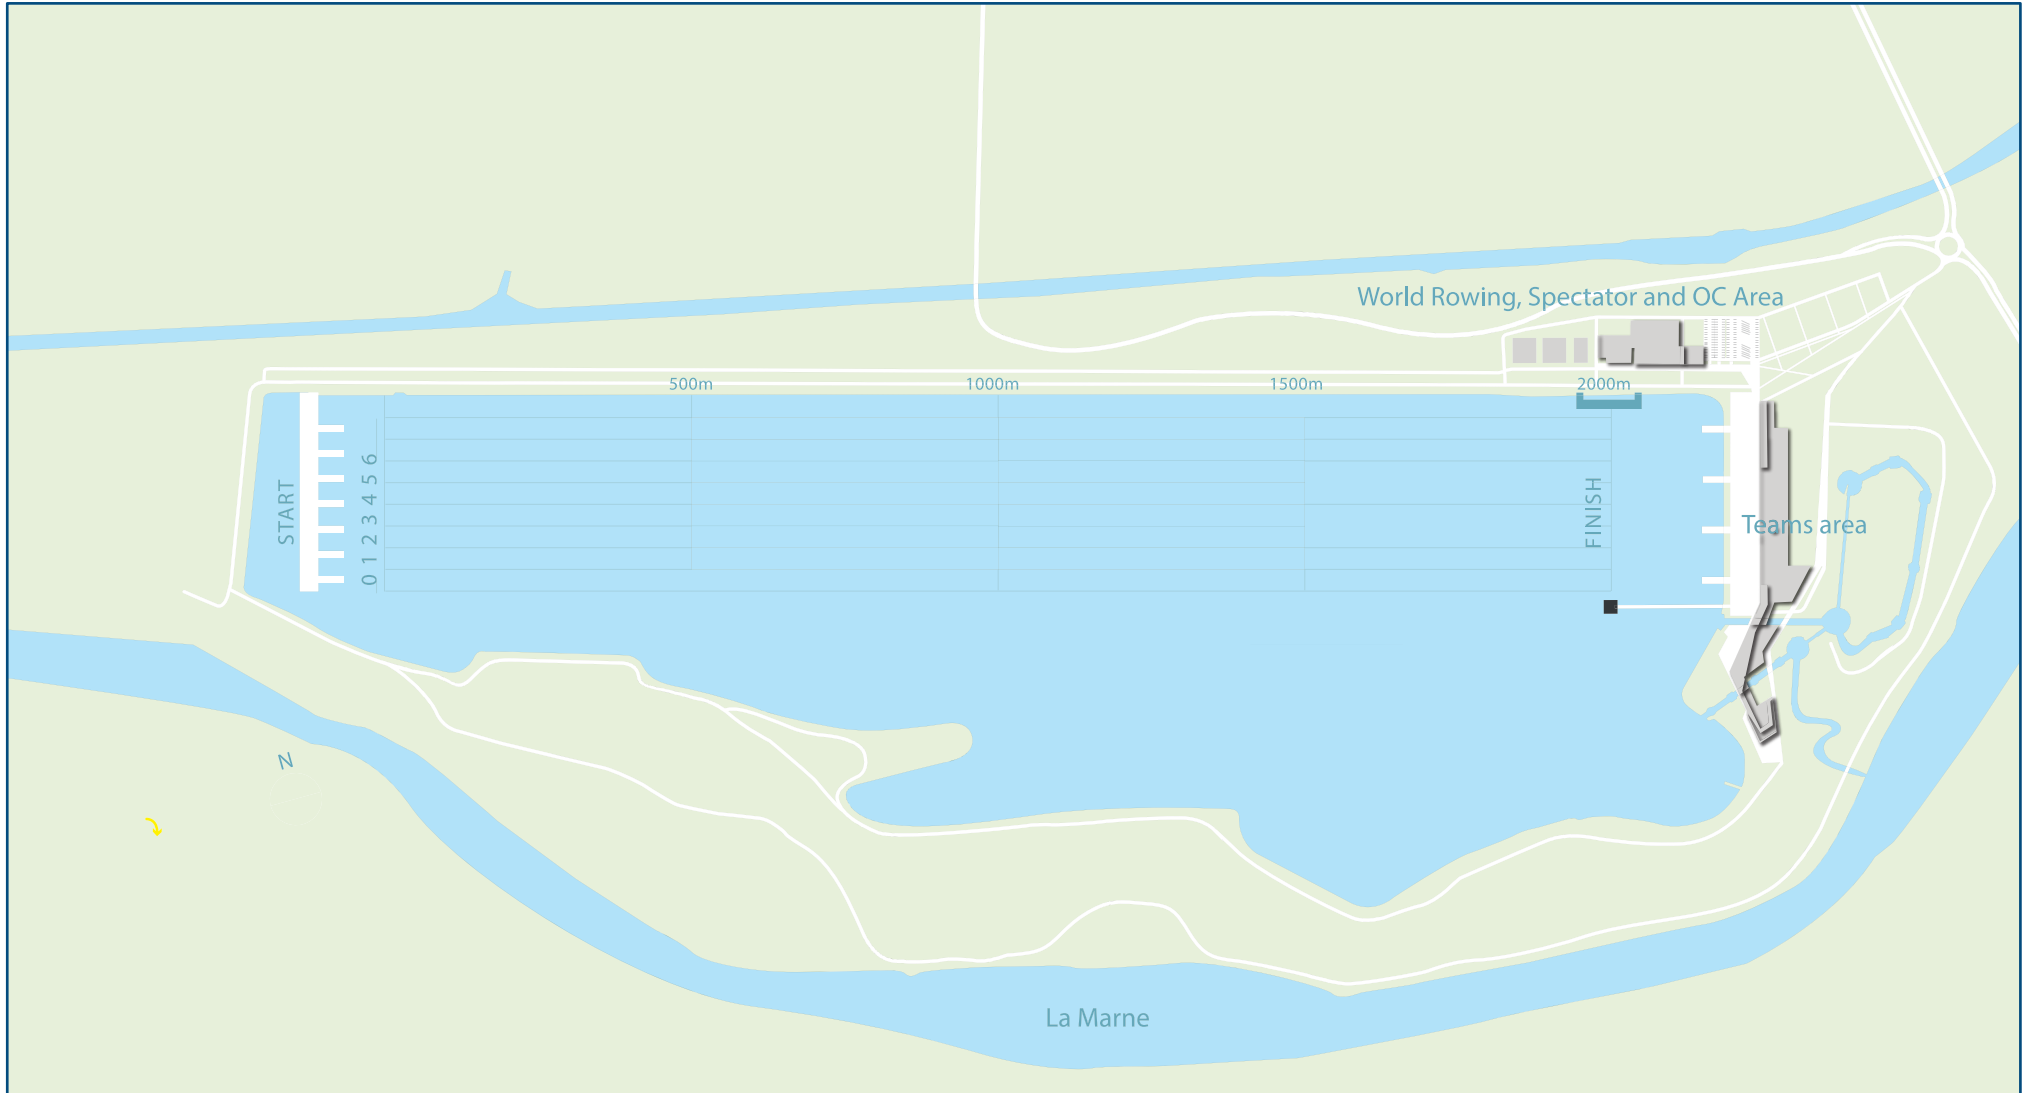 World Rowing, Spectator and OC Area
500m
1000m
1500m
2000m
START
0 1 2 3 4 5 6
FINISH
Teams area
N
La Marne